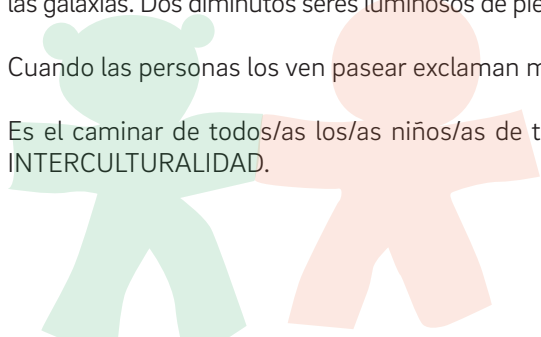 las galaxias. Dos diminutos seres luminosos de pie
Cuando las personas los ven pasear exclaman m
Es el caminar de todos/as los/as niños/as de t
INTERCULTURALIDAD.